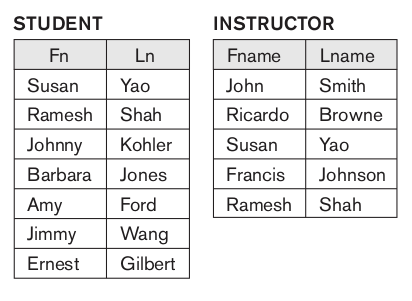 STUDENT
Fn Ln
Susan Yao
Ramesh Shah
Johnny Kohler
Barbara Jones
Amy Ford
Jimmy Wang
Ernest Gilbert
INSTRUCTOR
Fname Lname
John Smith
Ricardo Browne
Susan Yao
Francis Johnson
Ramesh Shah